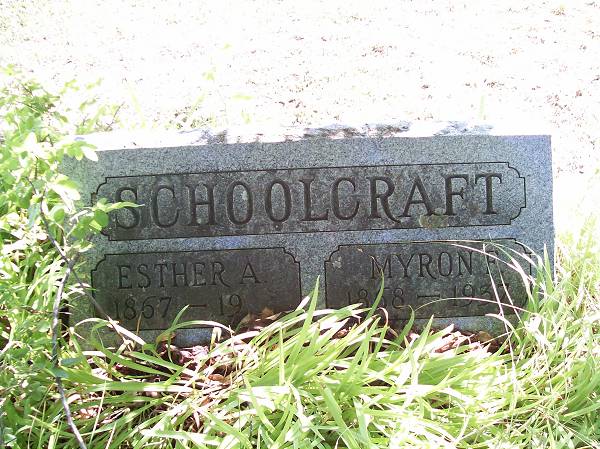 SCHOOLCRAFT
ESTHER A.
1867 — 19
MYRON